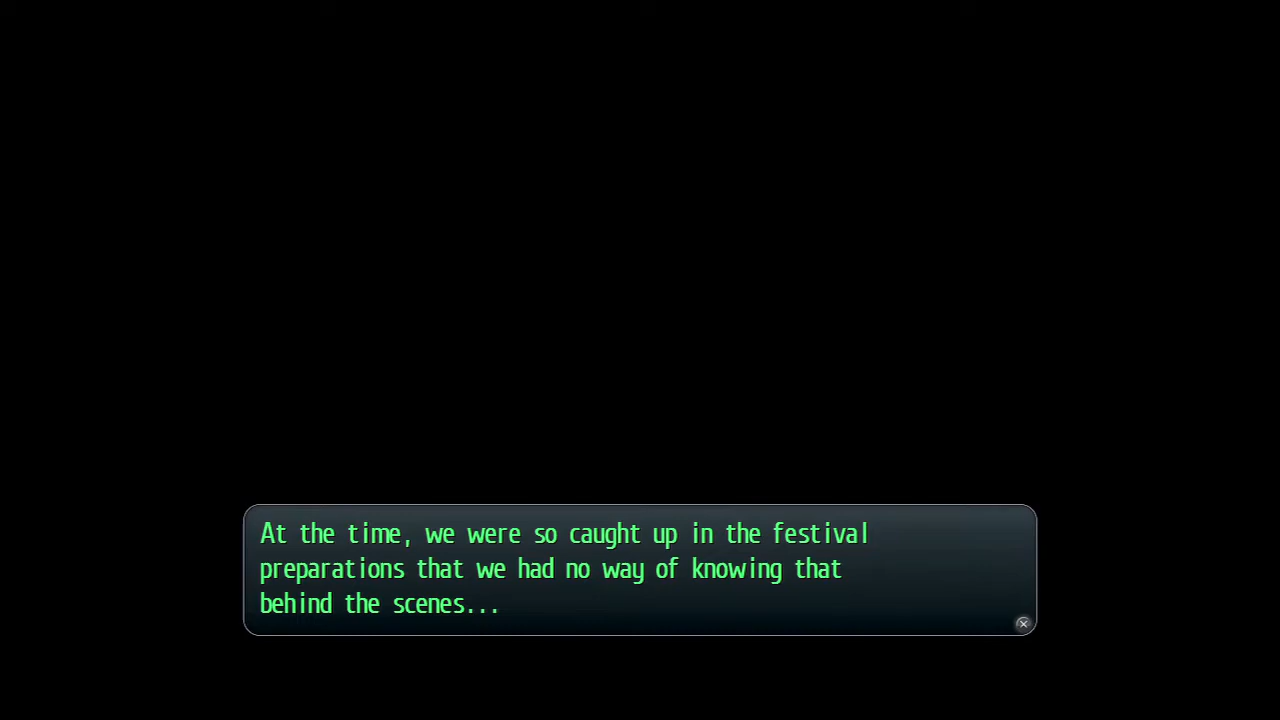 At the time, we were so caught up in the festival
preparations that we had no way of knowing that
behind the scenes...